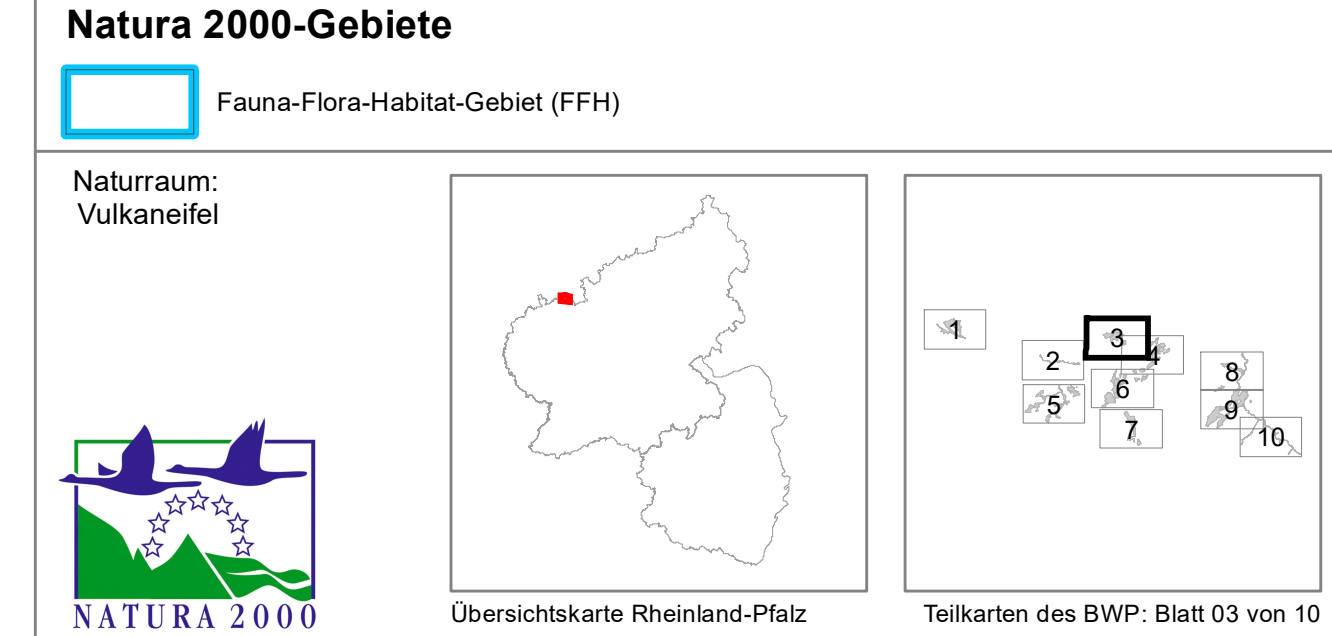 Natura 2000-Gebiete
Fauna-Flora-Habitat-Gebiet (FFH)
Naturraum:
Vulkaneifel
NATURA 2000
Übersichtskarte Rheinland-Pfalz
1
2
3
4
5
6
7
8
9
10
Teilkarten des BWP: Blatt 03 von 10